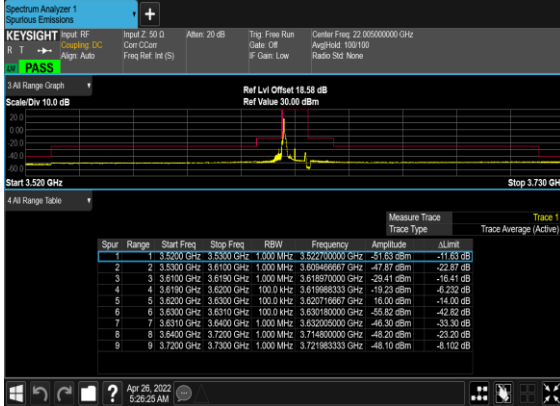 Spectrum Analyzer 1
Spurious Emissions
+
KEYSIGHT Input: RF Input Z: 50 Ω Atten: 20 dB Trig: Free Run Center Freq: 22.005000000 GHz
R T Coupling: DC Corr CCorr Gate: Off Avg|Hold: 100/100
Align: Auto Freq Ref: Int (S) IF Gain: Low Radio Std: None
LXI PASS
3 All Range Graph
Ref Lvl Offset 18.58 dB
Scale/Div 10.0 dB Ref Value 30.00 dBm
20.0
0.00
-20.0
-40.0
-60.0
Start 3.520 GHz Stop 3.730 GH
4 All Range Table
Measure Trace Trace 1
Trace Type Trace Average (Active)
Spur Range Start Freq Stop Freq RBW Frequency Amplitude ΔLimit
1 1 3.5200 GHz 3.5300 GHz 1.000 MHz 3.522700000 GHz -51.63 dBm -11.63 dB
2 2 3.5300 GHz 3.6100 GHz 1.000 MHz 3.609466667 GHz -47.87 dBm -22.87 dB
3 3 3.6100 GHz 3.6190 GHz 1.000 MHz 3.618970000 GHz -29.41 dBm -16.41 dB
4 4 3.6190 GHz 3.6200 GHz 100.0 kHz 3.619988333 GHz -19.23 dBm -6.232 dB
5 5 3.6200 GHz 3.6300 GHz 100.0 kHz 3.620716667 GHz 16.00 dBm -14.00 dB
6 6 3.6300 GHz 3.6310 GHz 100.0 kHz 3.630180000 GHz -55.82 dBm -42.82 dB
7 7 3.6310 GHz 3.6400 GHz 1.000 MHz 3.632005000 GHz -46.30 dBm -33.30 dB
8 8 3.6400 GHz 3.7200 GHz 1.000 MHz 3.714800000 GHz -48.20 dBm -23.20 dB
9 9 3.7200 GHz 3.7300 GHz 1.000 MHz 3.721983333 GHz -48.10 dBm -8.102 dB
? Apr 26, 2022
5:26:25 AM